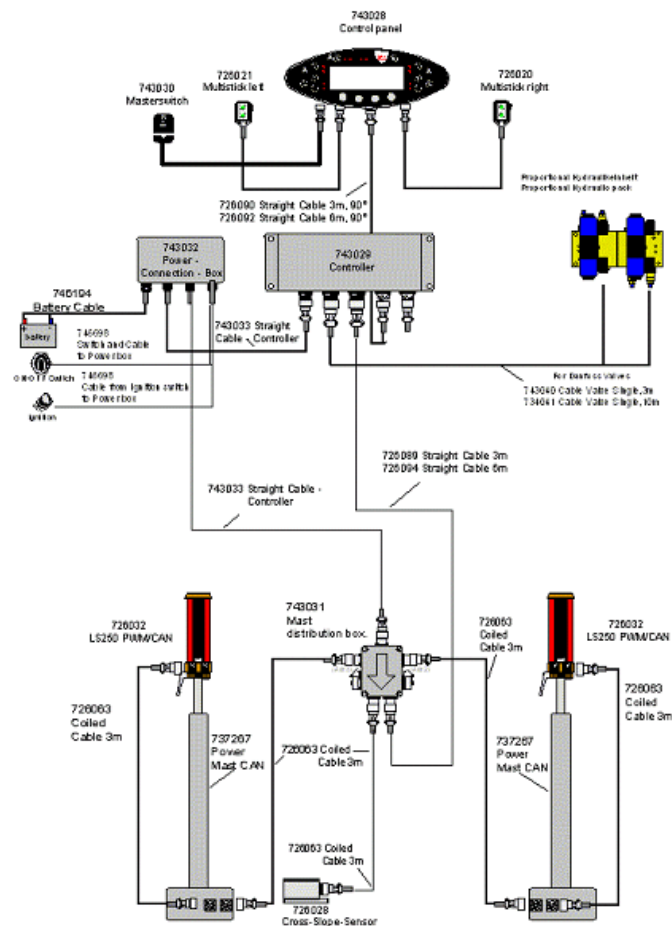 743028
Control panel
743030
Masterswitch
726021
Multistick left
726020
Multistick right
726090 Straight Cable 3m, 90°
726092 Straight Cable 6m, 90°
Proportional Hydraulikeinheit
Proportional Hydraulic pack
743032
Power -
Connection - Box
743029
Controller
746194
Battery Cable
Battery
746698
Switch and Cable
to Powerbox
ON/OFF Switch
746696
Cable from Ignition switch
to Powerbox
Ignition
743033 Straight
Cable - Controller
For Danfoss Valves
743040 Cable Valve Single, 3m
734041 Cable Valve Single, 10m
726089 Straight Cable 3m
726094 Straight Cable 6m
743033 Straight Cable -
Controller
726032
LS250 PWM/CAN
743031
Mast
distribution box.
726063
Coiled
Cable 3m
726032
LS250 PWM/CAN
726063
Coiled
Cable 3m
737267
Power
Mast CAN
726063 Coiled
Cable 3m
737267
Power
Mast CAN
726063
Coiled
Cable 3m
726063 Coiled
Cable 3m
726028
Cross-Slope-Sensor